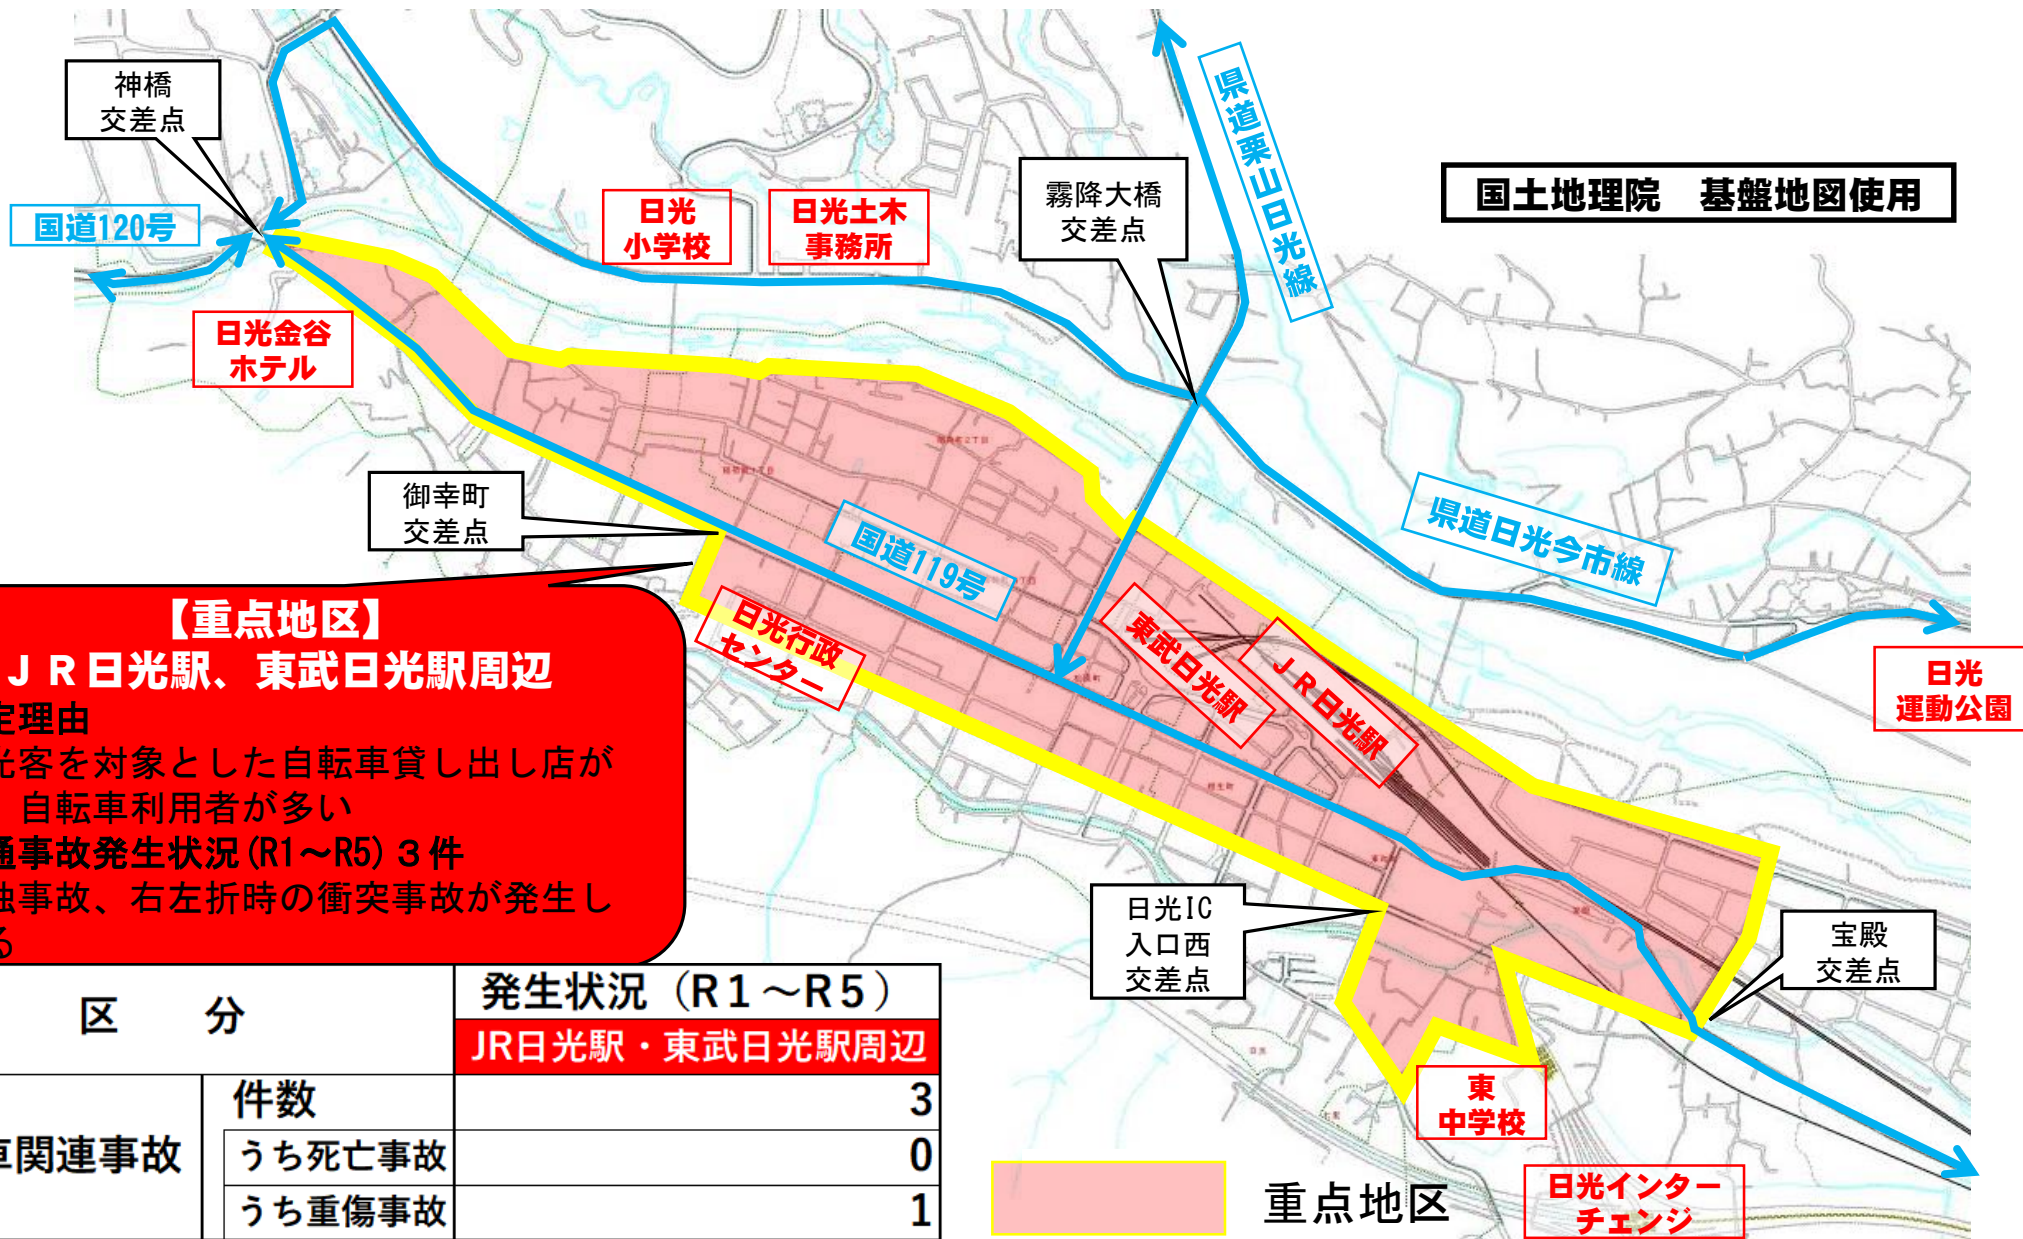 神橋
交差点
国道120号
日光金谷
ホテル
日光
小学校
日光土木
事務所
霧降大橋
交差点
県道栗山日光線
国土地理院　基盤地図使用
御幸町
交差点
国道119号
県道日光今市線
日光行政
センター
東武日光駅
ＪＲ日光駅
日光
運動公園
【重点地区】
ＪＲ日光駅、東武日光駅周辺
定理由
光客を対象とした自転車貸し出し店が
自転車利用者が多い
通事故発生状況(R1～R5)３件
独事故、右左折時の衝突事故が発生し
る
日光IC
入口西
交差点
宝殿
交差点
東
中学校
日光インター
チェンジ
重点地区
区　分
発生状況（R１～R５）
JR日光駅・東武日光駅周辺
車関連事故
件数 3
うち死亡事故 0
うち重傷事故 1